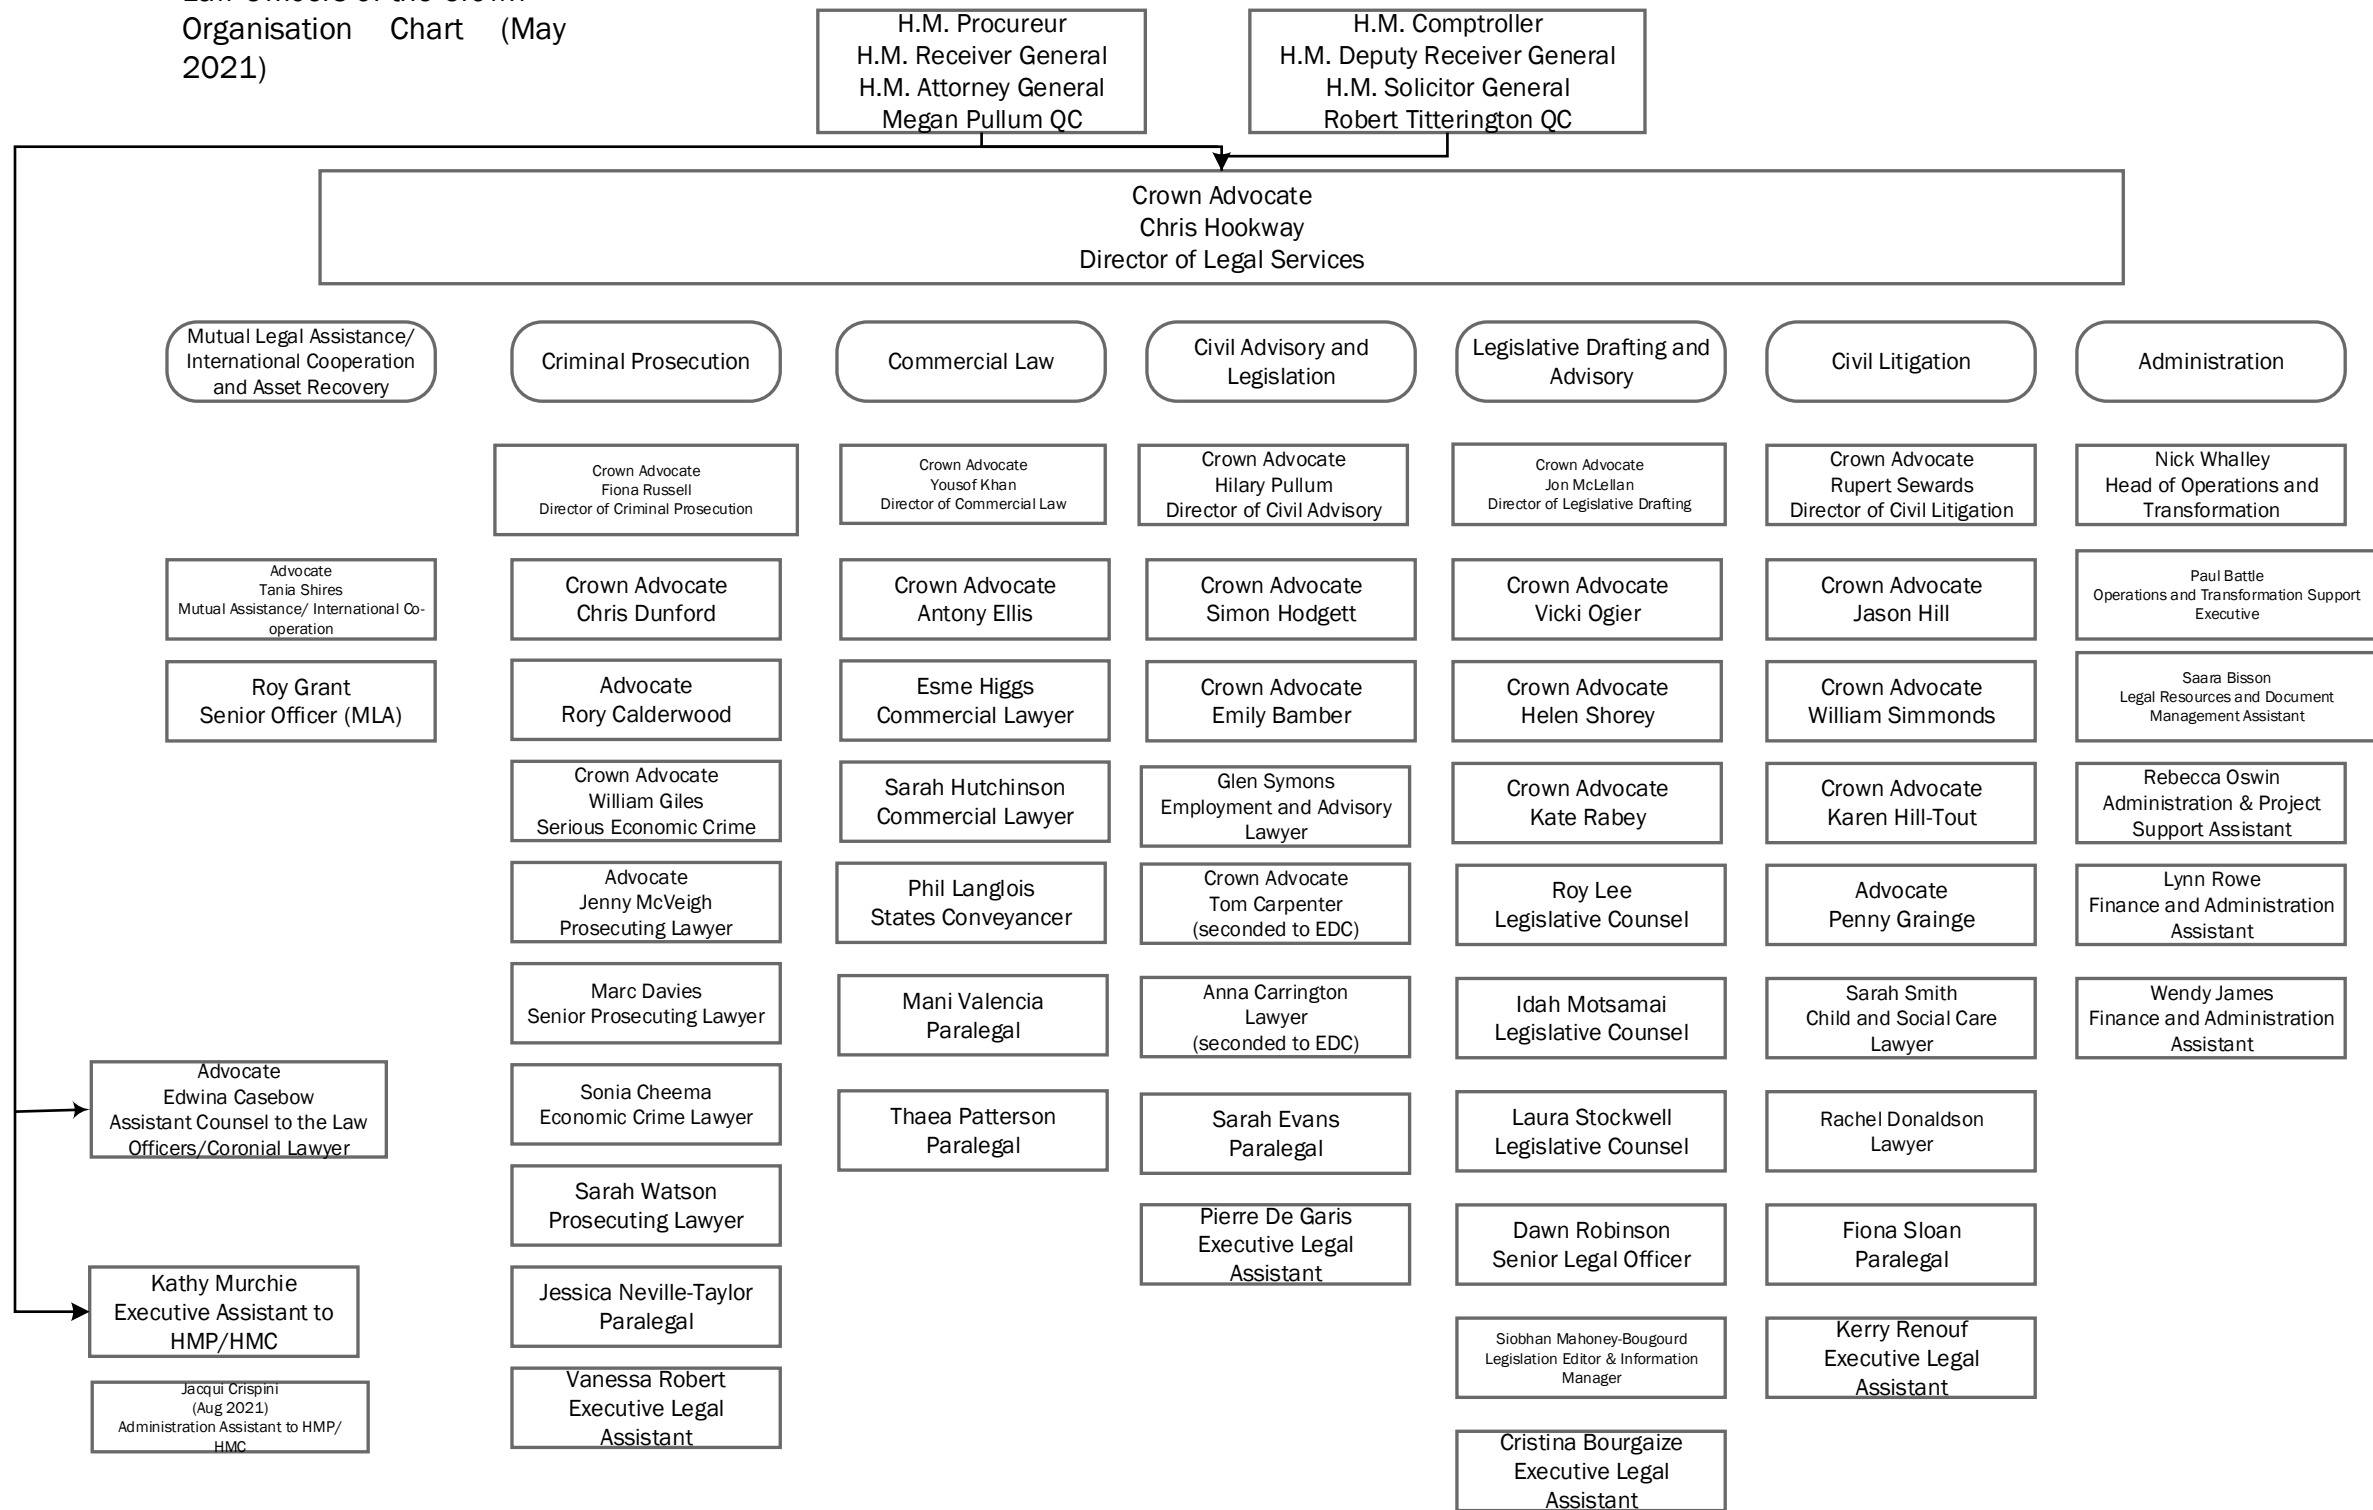 Organisation Chart (May
2021)
H.M. Procureur
H.M. Receiver General
H.M. Attorney General
Megan Pullum QC
H.M. Comptroller
H.M. Deputy Receiver General
H.M. Solicitor General
Robert Titterington QC
Crown Advocate
Chris Hookway
Director of Legal Services
Mutual Legal Assistance/
International Cooperation
and Asset Recovery
Advocate
Tania Shires
Mutual Assistance/ International Co-
operation
Roy Grant
Senior Officer (MLA)
Advocate
Edwina Casebow
Assistant Counsel to the Law
Officers/Coronial Lawyer
Kathy Murchie
Executive Assistant to
HMP/HMC
Jacqui Crispini
(Aug 2021)
Administration Assistant to HMP/
HMC
Criminal Prosecution
Crown Advocate
Fiona Russell
Director of Criminal Prosecution
Crown Advocate
Chris Dunford
Advocate
Rory Calderwood
Crown Advocate
William Giles
Serious Economic Crime
Advocate
Jenny McVeigh
Prosecuting Lawyer
Marc Davies
Senior Prosecuting Lawyer
Sonia Cheema
Economic Crime Lawyer
Sarah Watson
Prosecuting Lawyer
Jessica Neville-Taylor
Paralegal
Vanessa Robert
Executive Legal
Assistant
Commercial Law
Crown Advocate
Yousof Khan
Director of Commercial Law
Crown Advocate
Antony Ellis
Esme Higgs
Commercial Lawyer
Sarah Hutchinson
Commercial Lawyer
Phil Langlois
States Conveyancer
Mani Valencia
Paralegal
Thaea Patterson
Paralegal
Civil Advisory and
Legislation
Crown Advocate
Hilary Pullum
Director of Civil Advisory
Crown Advocate
Simon Hodgett
Crown Advocate
Emily Bamber
Glen Symons
Employment and Advisory
Lawyer
Crown Advocate
Tom Carpenter
(seconded to EDC)
Anna Carrington
Lawyer
(seconded to EDC)
Sarah Evans
Paralegal
Pierre De Garis
Executive Legal
Assistant
Legislative Drafting and
Advisory
Crown Advocate
Jon McLellan
Director of Legislative Drafting
Crown Advocate
Vicki Ogier
Crown Advocate
Helen Shorey
Crown Advocate
Kate Rabey
Roy Lee
Legislative Counsel
Idah Motsamai
Legislative Counsel
Laura Stockwell
Legislative Counsel
Dawn Robinson
Senior Legal Officer
Siobhan Mahoney-Bougourd
Legislation Editor & Information
Manager
Cristina Bourgaize
Executive Legal
Assistant
Civil Litigation
Crown Advocate
Rupert Sewards
Director of Civil Litigation
Crown Advocate
Jason Hill
Crown Advocate
William Simmonds
Crown Advocate
Karen Hill-Tout
Advocate
Penny Grainge
Sarah Smith
Child and Social Care
Lawyer
Rachel Donaldson
Lawyer
Fiona Sloan
Paralegal
Kerry Renouf
Executive Legal
Assistant
Administration
Nick Whalley
Head of Operations and
Transformation
Paul Battle
Operations and Transformation Support
Executive
Saara Bisson
Legal Resources and Document
Management Assistant
Rebecca Oswin
Administration & Project
Support Assistant
Lynn Rowe
Finance and Administration
Assistant
Wendy James
Finance and Administration
Assistant